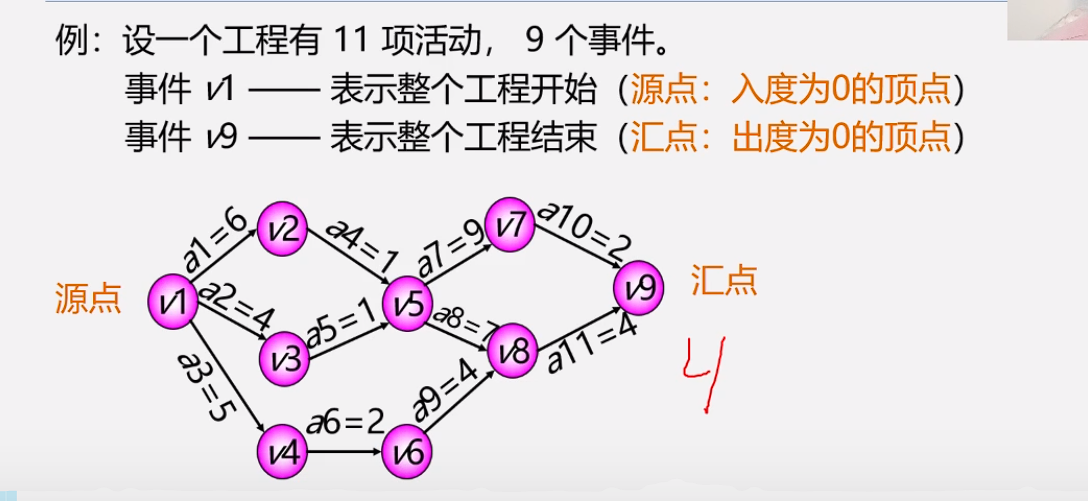 例：设一个工程有 11 项活动， 9 个事件。
事件 v1 —— 表示整个工程开始（源点：入度为0的顶点）
事件 v9 —— 表示整个工程结束（汇点：出度为0的顶点）
v2
a1=6
a4=1
v7
a10=2
a7=9
源点
v1
a2=4
v5
v9
汇点
a5=1
a8=7
v3
v8
a11=4
4
a3=5
a9=4
a6=2
v4
v6